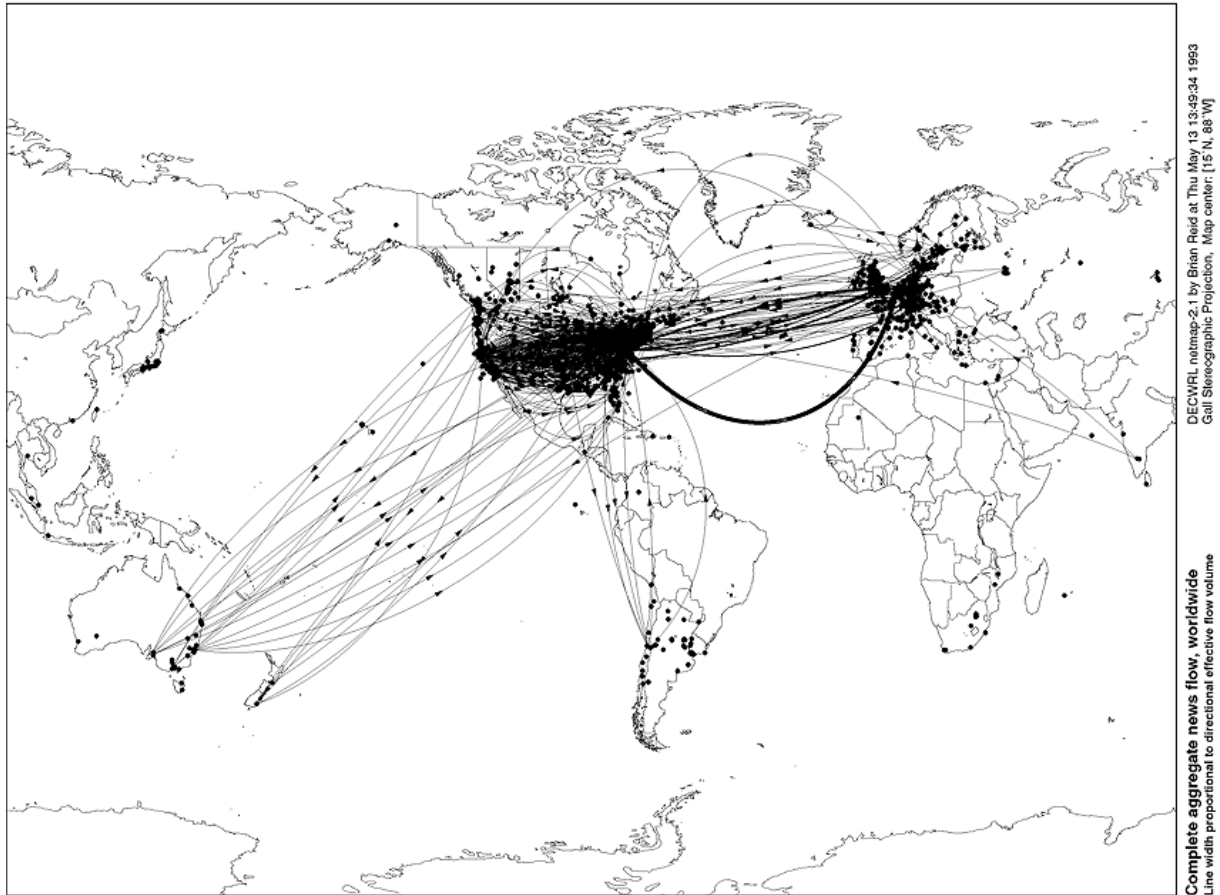 Complete aggregate news flow, worldwide
Line width proportional to directional effective flow volume
DECWRL netmap-2.1 by Brian Reid at Thu May 13 13:49:34 1993
Gall Stereographic Projection, Map center: [15°N, 88°W]